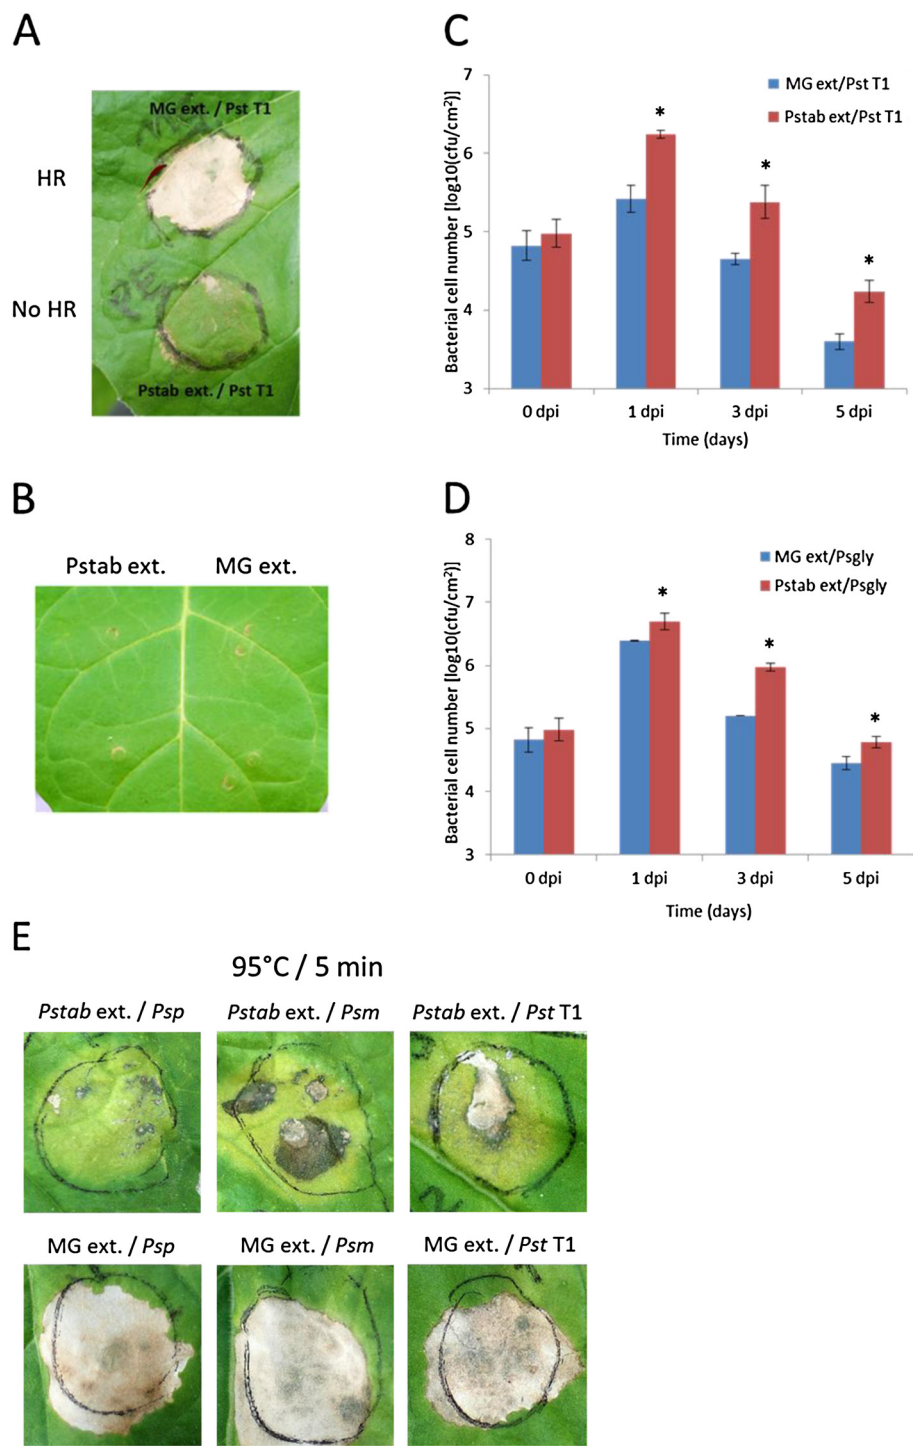 A
HR
MG ext. / Pst T1
No HR
Pstab ext. / Pst T1
B
Pstab ext. MG ext.
C
Bacterial cell number [log10(cfu/cm²)]
7
6
5
4
3
MG ext/Pst T1
Pstab ext/Pst T1
*
*
*
0 dpi 1 dpi 3 dpi 5 dpi
Time (days)
D
Bacterial cell number [log10(cfu/cm²)]
8
7
6
5
4
3
MG ext/Psgly
Pstab ext/Psgly
*
*
*
0 dpi 1 dpi 3 dpi 5 dpi
Time (days)
E
95°C / 5 min
Pstab ext. / Psp Pstab ext. / Psm Pstab ext. / Pst T1
MG ext. / Psp MG ext. / Psm MG ext. / Pst T1